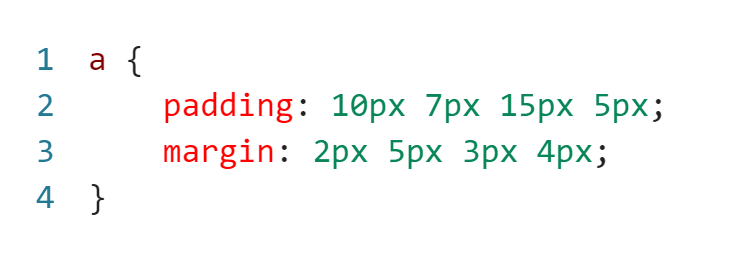 1 a {
2 padding: 10px 7px 15px 5px;
3 margin: 2px 5px 3px 4px;
4 }